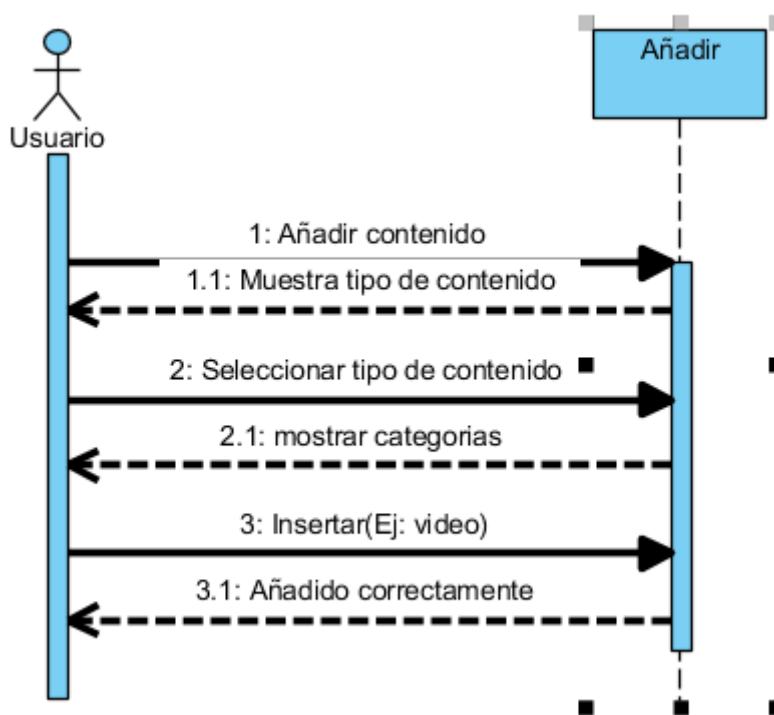 Añadir
Usuario
1: Añadir contenido
1.1: Muestra tipo de contenido
2: Seleccionar tipo de contenido
2.1: mostrar categorias
3: Insertar(Ej: video)
3.1: Añadido correctamente